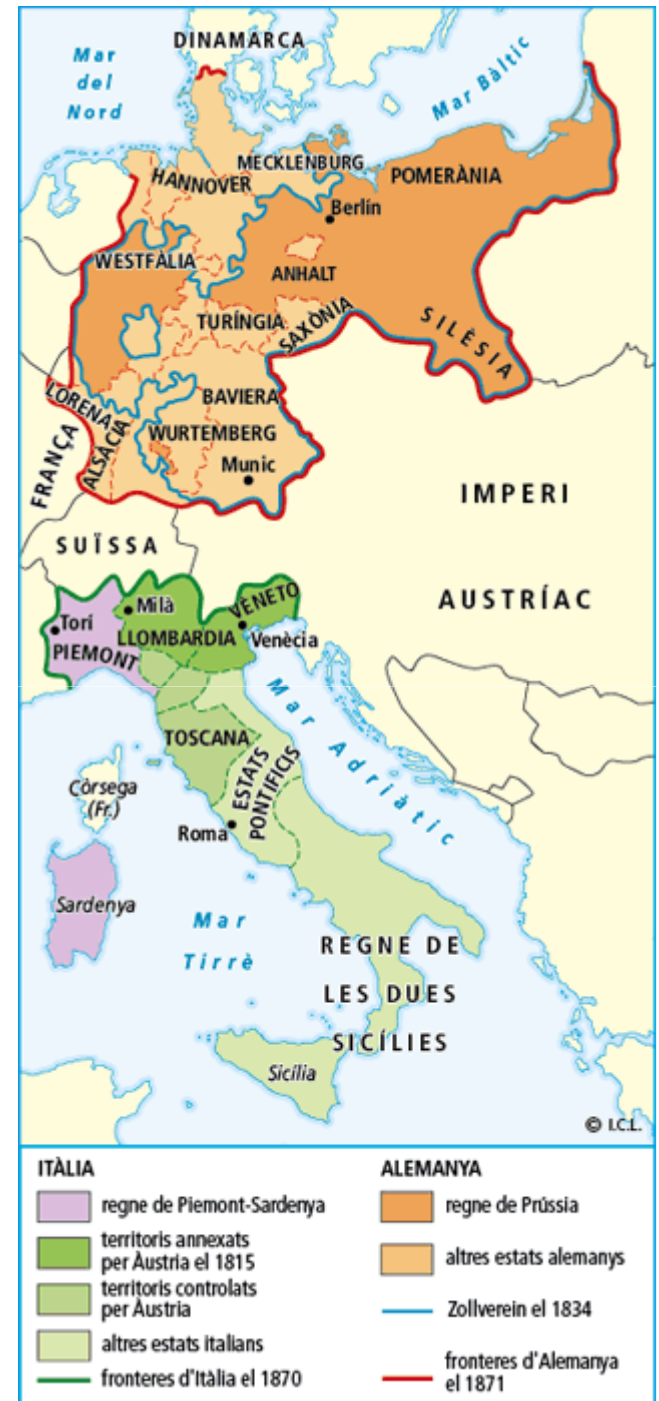 DINAMARCA
Mar
del
Nord
Mar Bàltic
MECKLENBURG
HANNOVER
POMERÀNIA
Berlín
WESTFÀLIA
ANHALT
TURÍNGIA
SAXÒNIA
SILÈSIA
LORENA
BAVIERA
ALSÀCIA
WURTEMBERG
FRANÇA
Munic
IMPERI
AUSTRÍAC
SUÏSSA
Milà
VÈNETO
Torí
LLOMBARDIA
Venècia
PIEMONT
Mar Adriàtic
TOSCANA
ESTATS
PONTIFICIS
Còrsega
(Fr.)
Roma
Sardenya
Mar
Tirrè
REGNE DE
LES DUES
SICÍLIES
Sicília
© I.C.L.
ITÀLIA
regne de Piemont-Sardenya
territoris annexats
per Àustria el 1815
territoris controlats
per Àustria
altres estats italians
fronteres d'Itàlia el 1870
ALEMANYA
regne de Prússia
altres estats alemanys
Zollverein el 1834
fronteres d'Alemanya
el 1871